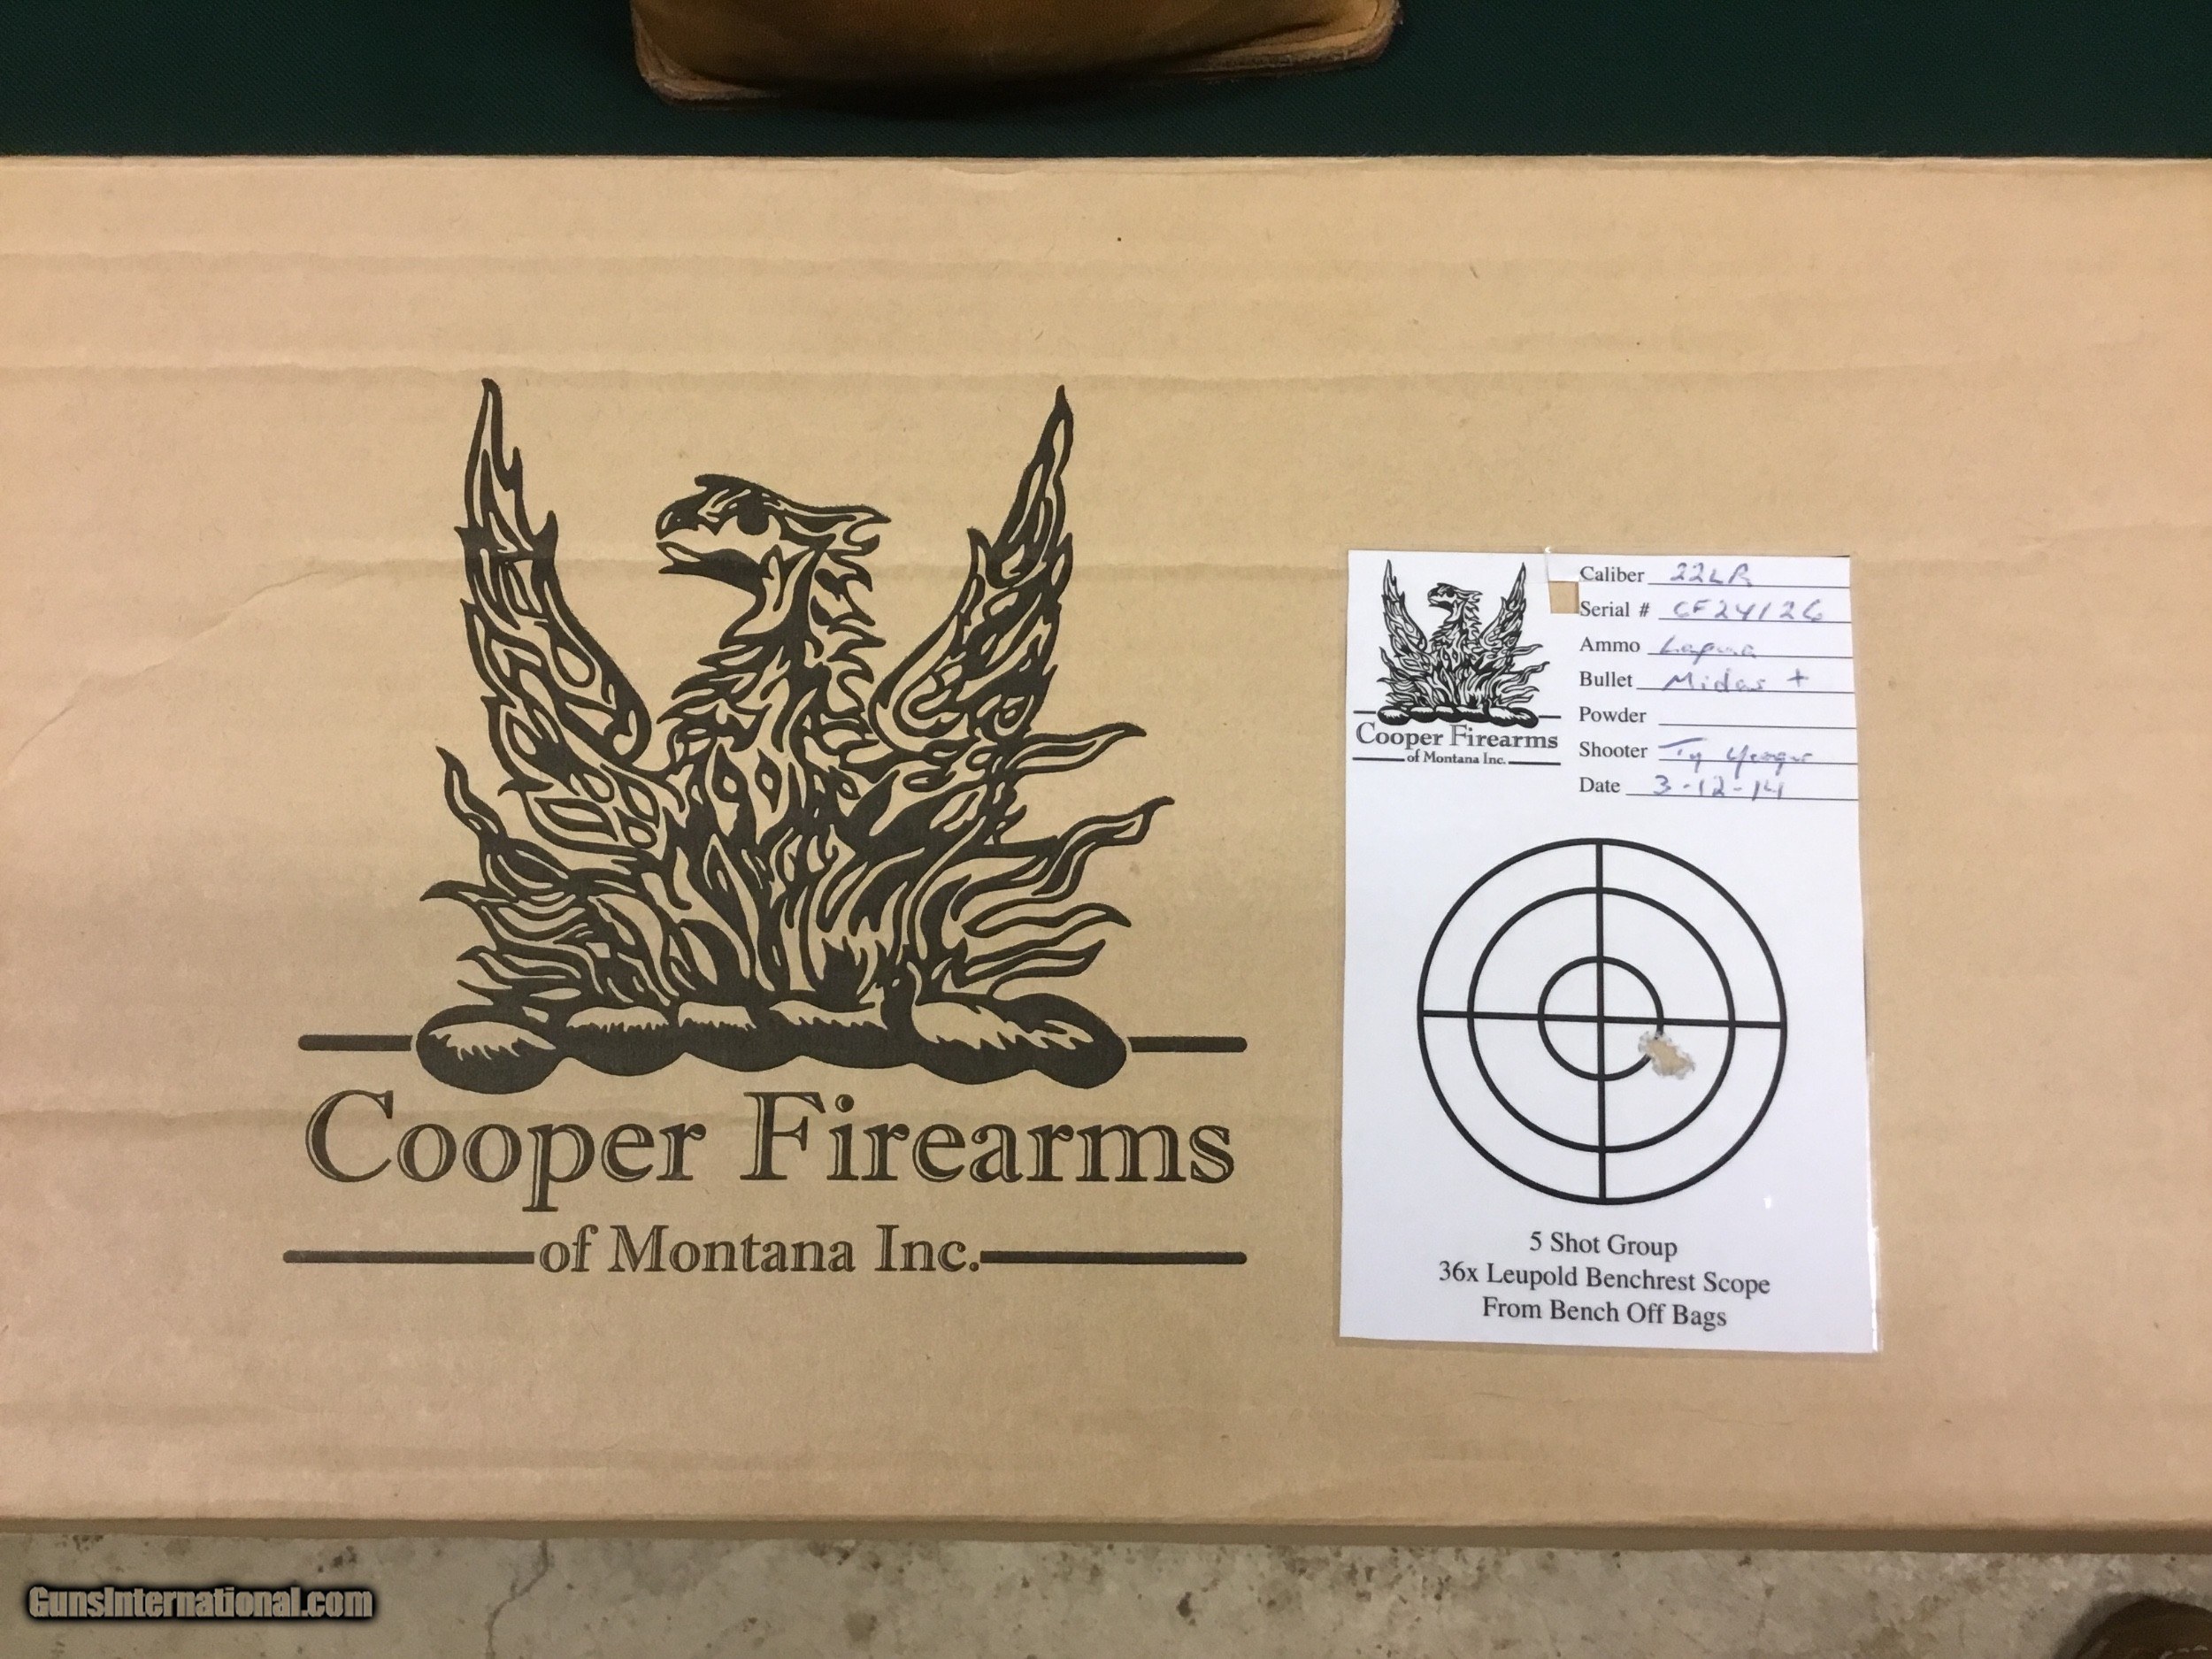 Cooper Firearms
of Montana Inc.
Cooper Firearms
of Montana Inc.
Caliber 22LR
Serial # CF24126
Ammo Lapua
Bullet Midas +
Powder
Shooter Ty
Date 3-12-14
5 Shot Group
36x Leupold Benchrest Scope
From Bench Off Bags
GunsInternational.com